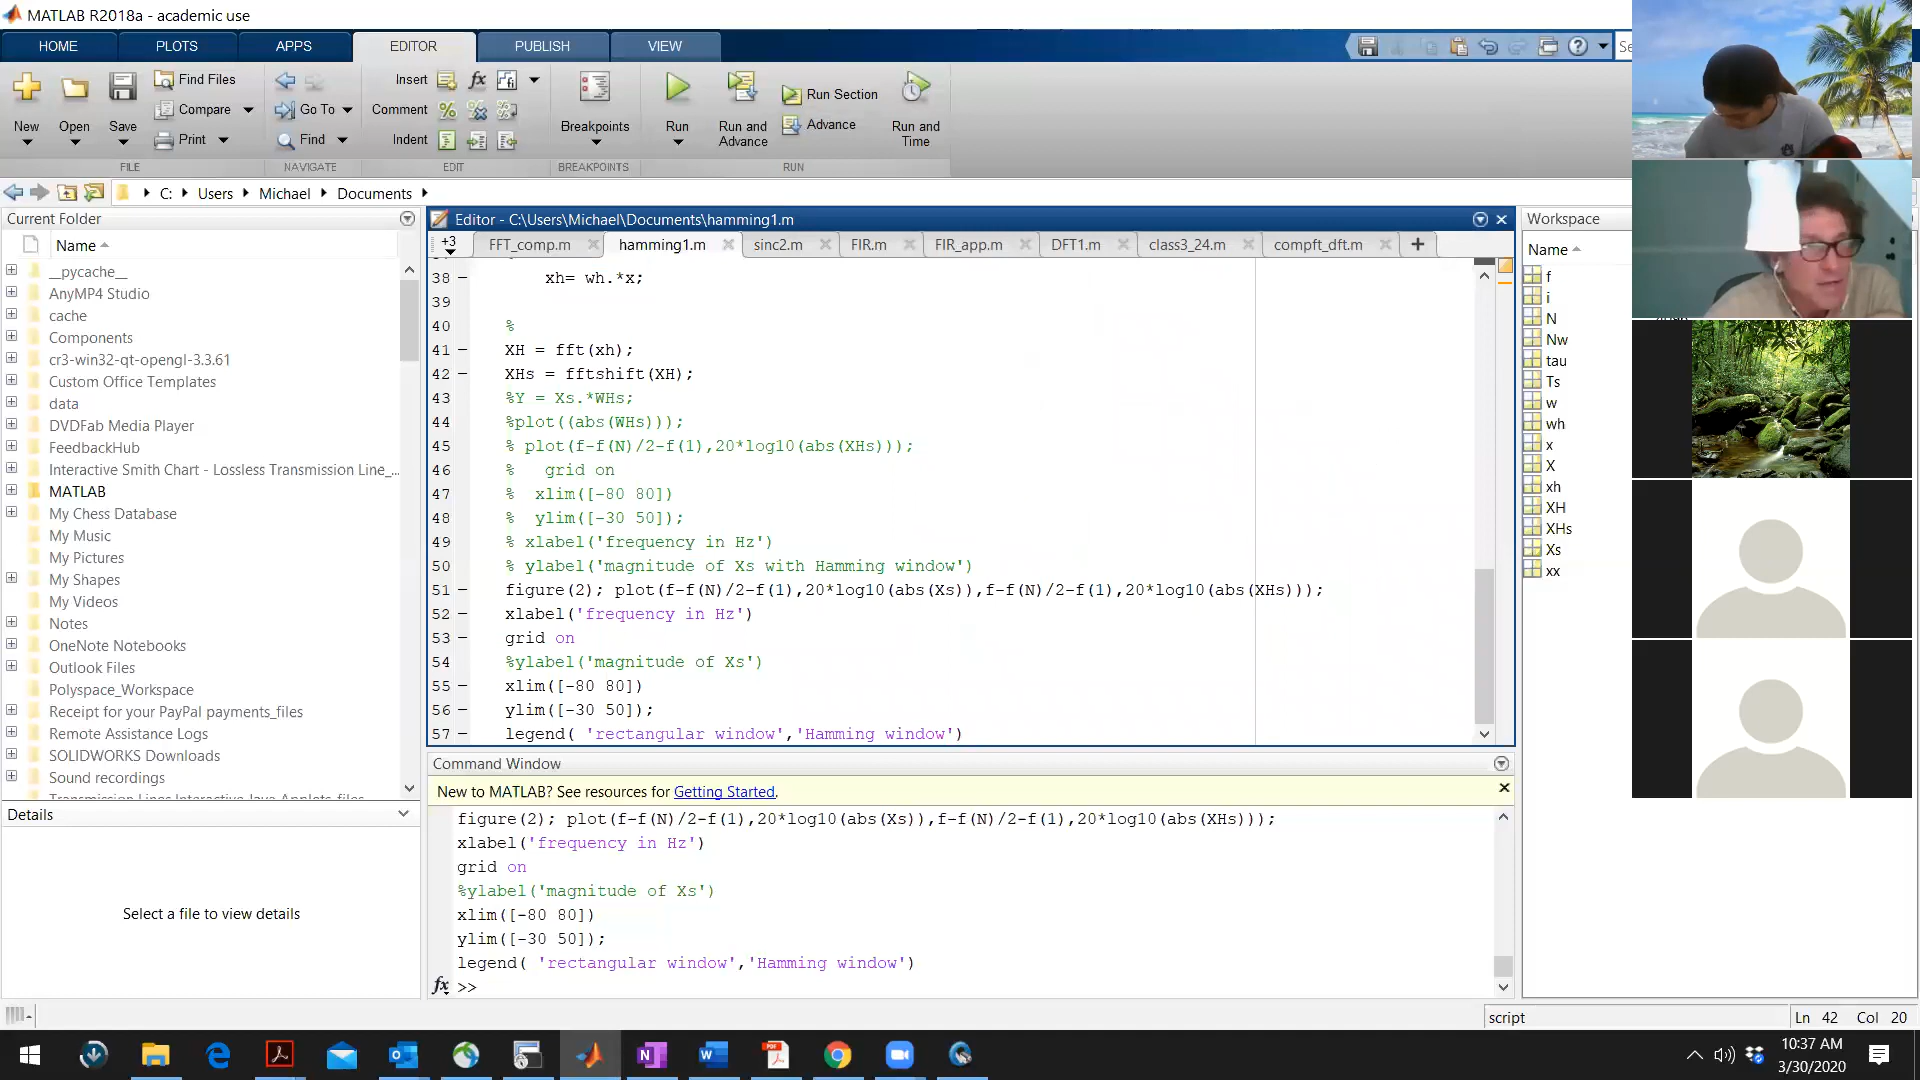 MATLAB R2018a - academic use
HOME PLOTS APPS EDITOR PUBLISH VIEW
Se
New Open Save Find Files Compare Print
FILE
Go To Find
NAVIGATE
Insert Comment Indent
EDIT
Breakpoints
BREAKPOINTS
Run Run and Advance Run Section Advance Run and Time
RUN
C: Users Michael Documents
Current Folder
Name
__pycache__
AnyMP4 Studio
cache
Components
cr3-win32-qt-opengl-3.3.61
Custom Office Templates
data
DVDFab Media Player
FeedbackHub
Interactive Smith Chart - Lossless Transmission Line_...
MATLAB
My Chess Database
My Music
My Pictures
My Shapes
My Videos
Notes
OneNote Notebooks
Outlook Files
Polyspace_Workspace
Receipt for your PayPal payments_files
Remote Assistance Logs
SOLIDWORKS Downloads
Sound recordings
Transmission Lines Interactive Java Applets_files
Details
Select a file to view details
Editor - C:\Users\Michael\Documents\hamming1.m
+3 FFT_comp.m hamming1.m sinc2.m FIR.m FIR_app.m DFT1.m class3_24.m compft_dft.m +
38 xh= wh.*x;
39
40 %
41 XH = fft(xh);
42 XHs = fftshift(XH);
43 %Y = Xs.*WHs;
44 %plot((abs(WHs)));
45 % plot(f-f(N)/2-f(1),20*log10(abs(XHs)));
46 % grid on
47 % xlim([-80 80])
48 % ylim([-30 50]);
49 % xlabel('frequency in Hz')
50 % ylabel('magnitude of Xs with Hamming window')
51 figure(2); plot(f-f(N)/2-f(1),20*log10(abs(Xs)),f-f(N)/2-f(1),20*log10(abs(XHs)));
52 xlabel('frequency in Hz')
53 grid on
54 %ylabel('magnitude of Xs')
55 xlim([-80 80])
56 ylim([-30 50]);
57 legend( 'rectangular window','Hamming window')
Command Window
New to MATLAB? See resources for Getting Started.
figure(2); plot(f-f(N)/2-f(1),20*log10(abs(Xs)),f-f(N)/2-f(1),20*log10(abs(XHs)));
xlabel('frequency in Hz')
grid on
%ylabel('magnitude of Xs')
xlim([-80 80])
ylim([-30 50]);
legend( 'rectangular window','Hamming window')
fx >>
Workspace
Name
f
i
N
Nw
tau
Ts
w
wh
x
X
xh
XH
XHs
Xs
xx
script
Ln 42 Col 20
10:37 AM
3/30/2020